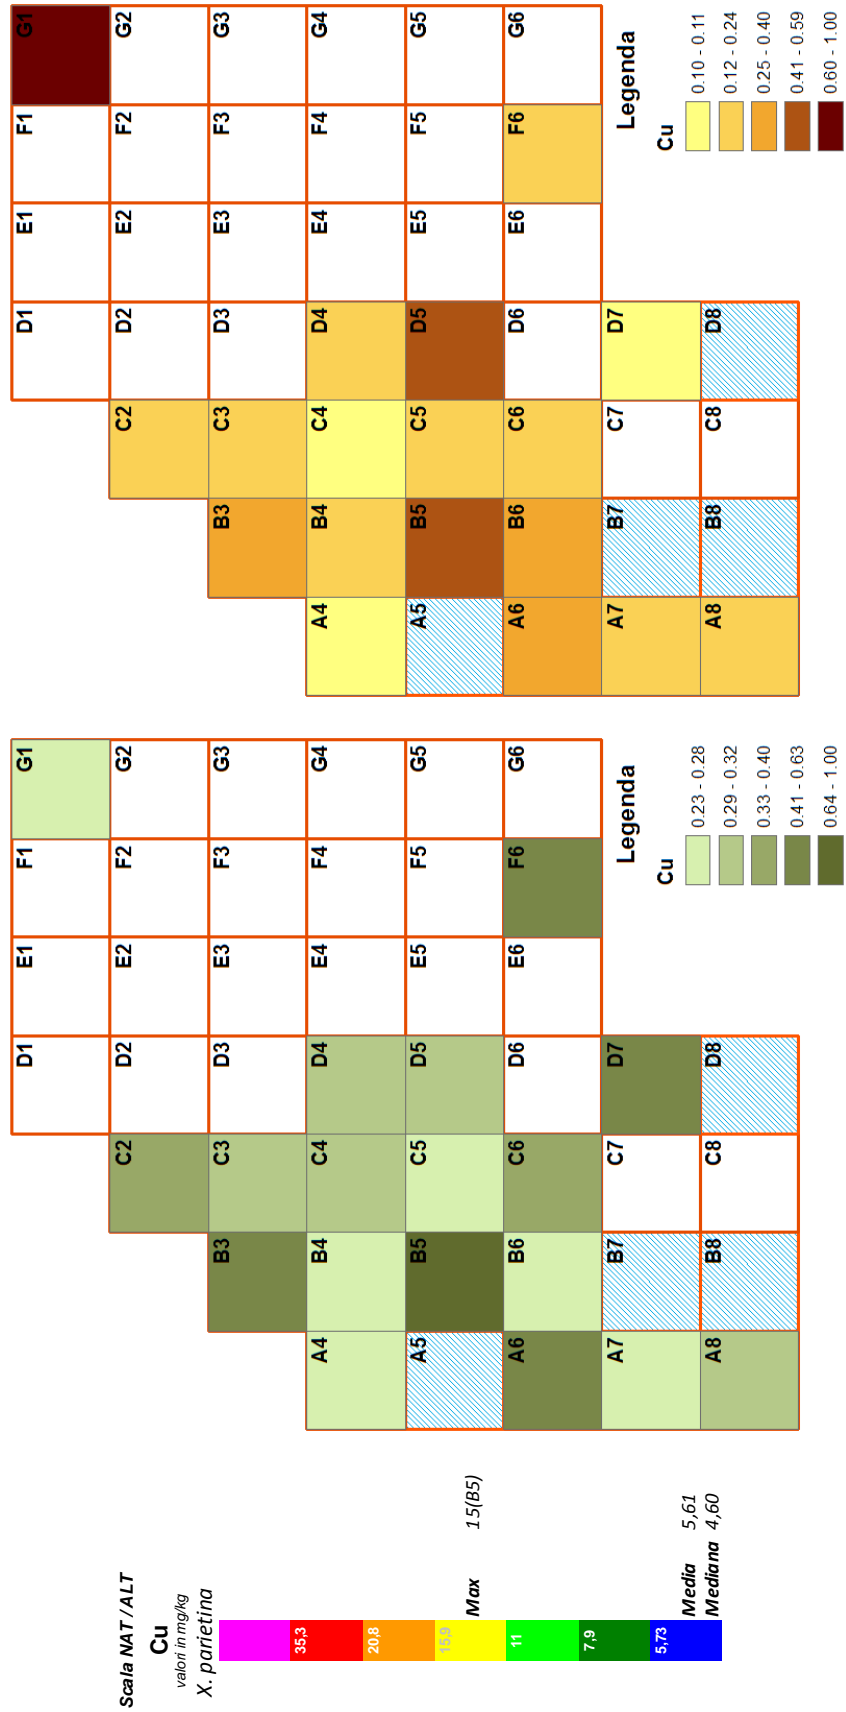 Scala NAT / ALT
Cu
valori in mg/kg
X. parietina
35,3
20,8
15,9
Max 15(B5)
11
7,9
5,73
Media 5,61
Mediana 4,60
D1 E1 F1 G1
C2 D2 E2 F2 G2
B3 C3 D3 E3 F3 G3
A4 B4 C4 D4 E4 F4 G4
A5 B5 C5 D5 E5 F5 G5
A6 B6 C6 D6 E6 F6 G6
A7 B7 C7 D7
A8 B8 C8 D8
Legenda
Cu
0.23 - 0.28
0.29 - 0.32
0.33 - 0.40
0.41 - 0.63
0.64 - 1.00
D1 E1 F1 G1
C2 D2 E2 F2 G2
B3 C3 D3 E3 F3 G3
A4 B4 C4 D4 E4 F4 G4
A5 B5 C5 D5 E5 F5 G5
A6 B6 C6 D6 E6 F6 G6
A7 B7 C7 D7
A8 B8 C8 D8
Legenda
Cu
0.10 - 0.11
0.12 - 0.24
0.25 - 0.40
0.41 - 0.59
0.60 - 1.00